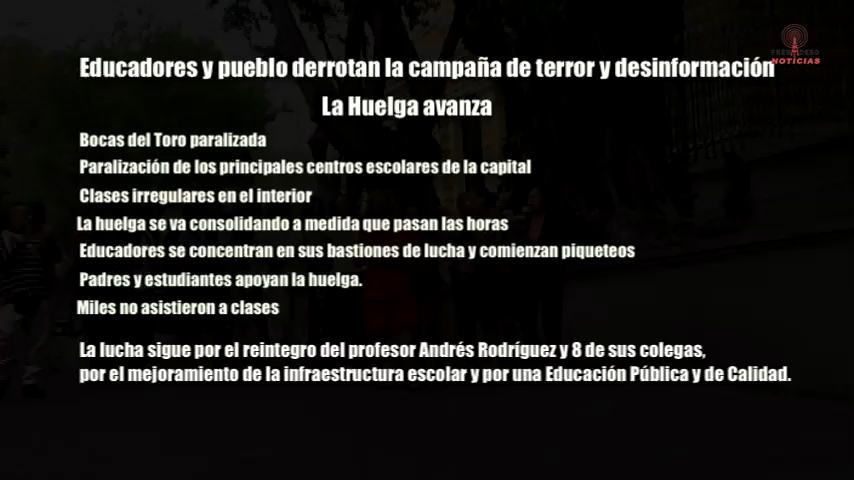 Educadores y pueblo derrotan la campaña de terror y desinformación
NOTICIAS
La Huelga avanza
Bocas del Toro paralizada
Paralización de los principales centros escolares de la capital
Clases irregulares en el interior
La huelga se va consolidando a medida que pasan las horas
Educadores se concentran en sus bastiones de lucha y comienzan piqueteos
Padres y estudiantes apoyan la huelga.
Miles no asistieron a clases
La lucha sigue por el reintegro del profesor Andrés Rodríguez y 8 de sus colegas,
por el mejoramiento de la infraestructura escolar y por una Educación Pública y de Calidad.